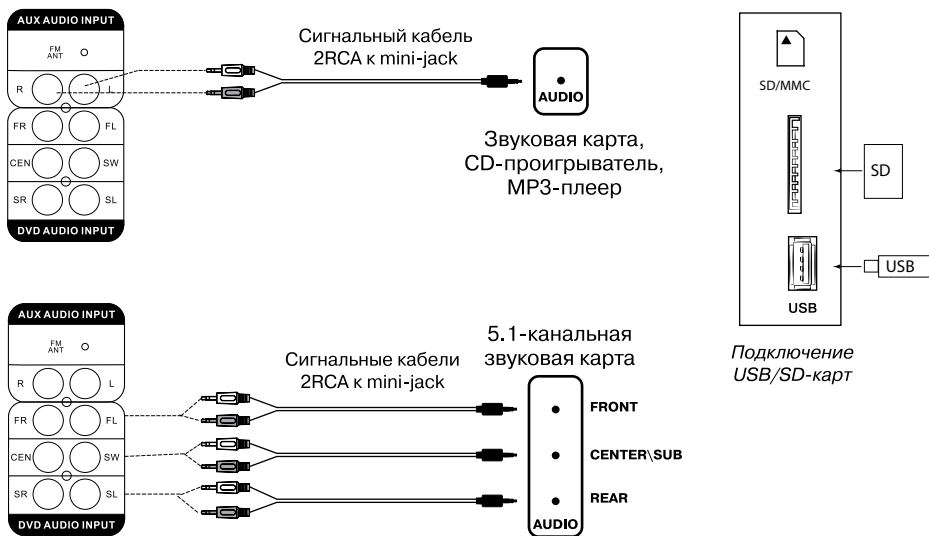 AUX AUDIO INPUT
FM
ANT
R
L
FR
FL
CEN
SW
SR
SL
DVD AUDIO INPUT
Сигнальный кабель
2RCA к mini-jack
AUDIO
Звуковая карта,
CD-проигрыватель,
MP3-плеер
SD/MMC
SD
USB
USB
Подключение
USB/SD-карт
AUX AUDIO INPUT
FM
ANT
R
L
FR
FL
CEN
SW
SR
SL
DVD AUDIO INPUT
Сигнальные кабели
2RCA к mini-jack
5.1-канальная
звуковая карта
FRONT
CENTER\SUB
REAR
AUDIO